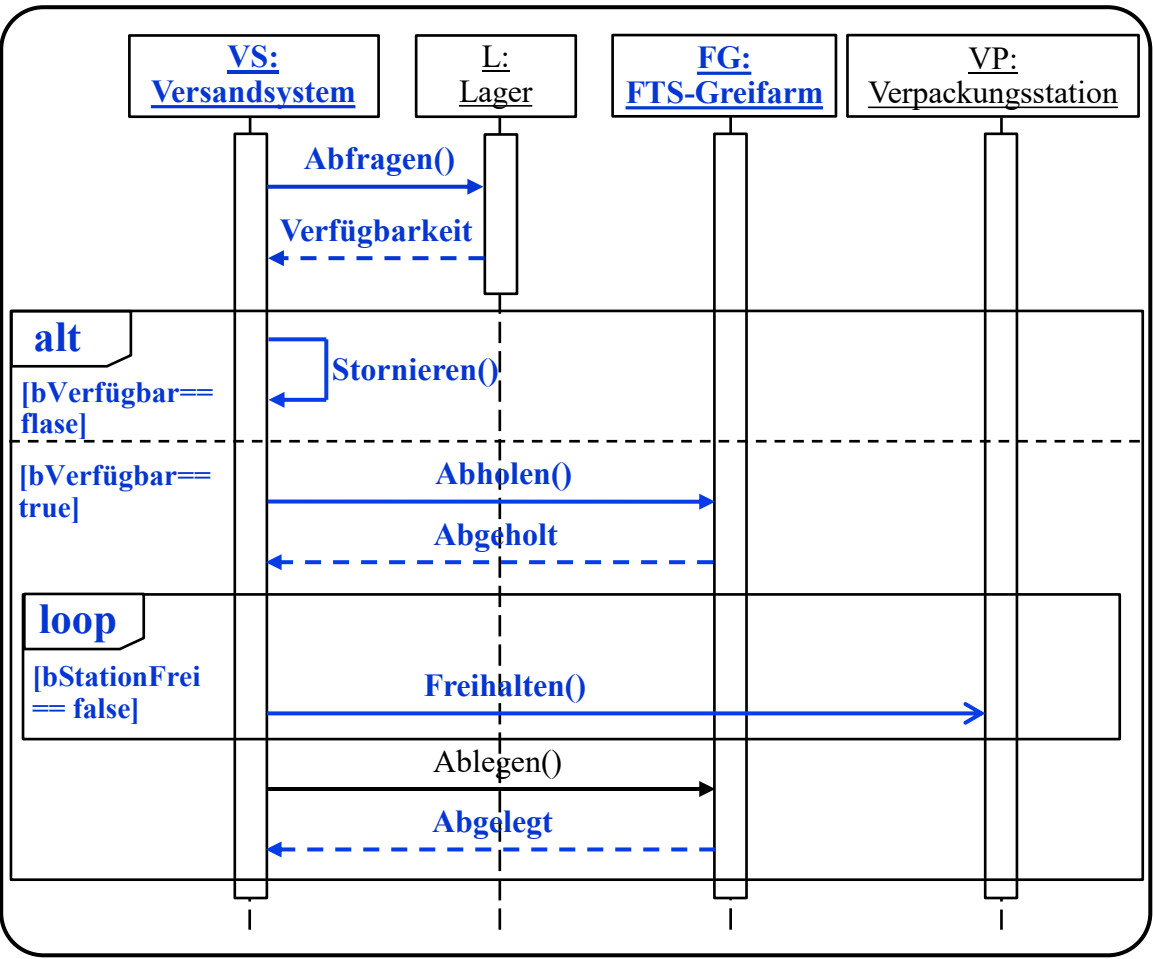 VS:
Versandsystem
L:
Lager
FG:
FTS-Greifarm
VP:
Verpackungsstation
Abfragen()
Verfügbarkeit
alt
Stornieren()
[bVerfügbar==
flase]
[bVerfügbar==
true]
Abholen()
Abgeholt
loop
[bStationFrei
== false]
Freihalten()
Ablegen()
Abgelegt